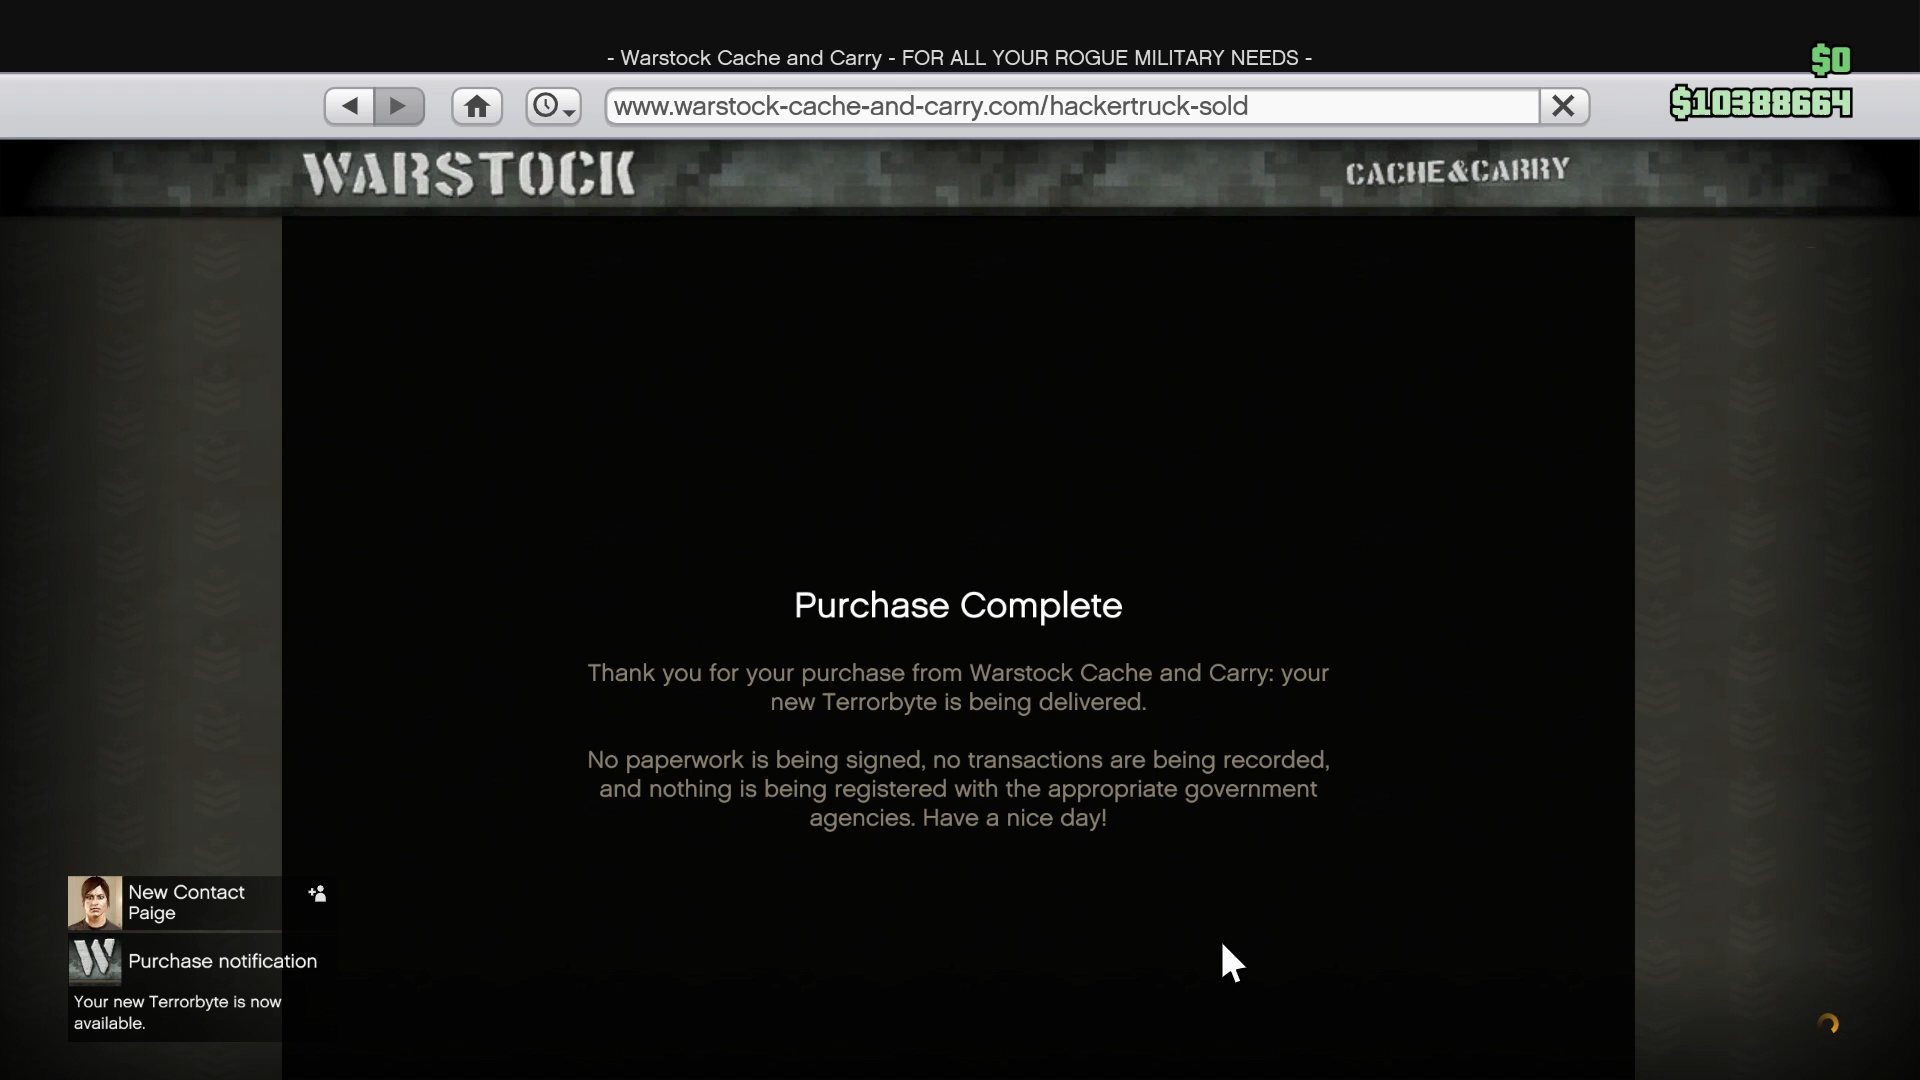 - Warstock Cache and Carry - FOR ALL YOUR ROGUE MILITARY NEEDS -
$0
www.warstock-cache-and-carry.com/hackertruck-sold
$10388664
WARSTOCK
CACHE&CARRY
Purchase Complete
Thank you for your purchase from Warstock Cache and Carry: your
new Terrorbyte is being delivered.
No paperwork is being signed, no transactions are being recorded,
and nothing is being registered with the appropriate government
agencies. Have a nice day!
New Contact
Paige
W
Purchase notification
Your new Terrorbyte is now
available.